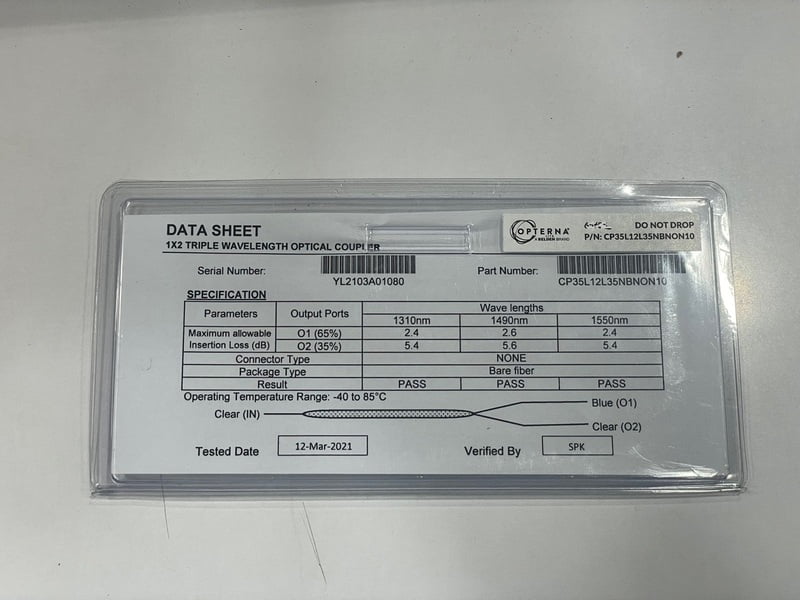 DATA SHEET
1X2 TRIPLE WAVELENGTH OPTICAL COUPLER
OPTERNA
A BELDEN BRAND
DO NOT DROP
P/N: CP35L12L35NBNON10
Serial Number:
YL2103A01080
Part Number:
CP35L12L35NBNON10
SPECIFICATION
Parameters Output Ports Wave lengths
1310nm 1490nm 1550nm
Maximum allowable O1 (65%) 2.4 2.6 2.4
Insertion Loss (dB) O2 (35%) 5.4 5.6 5.4
Connector Type NONE
Package Type Bare fiber
Result PASS PASS PASS
Operating Temperature Range: -40 to 85°C
Clear (IN)
Blue (O1)
Clear (O2)
Tested Date 12-Mar-2021 Verified By SPK